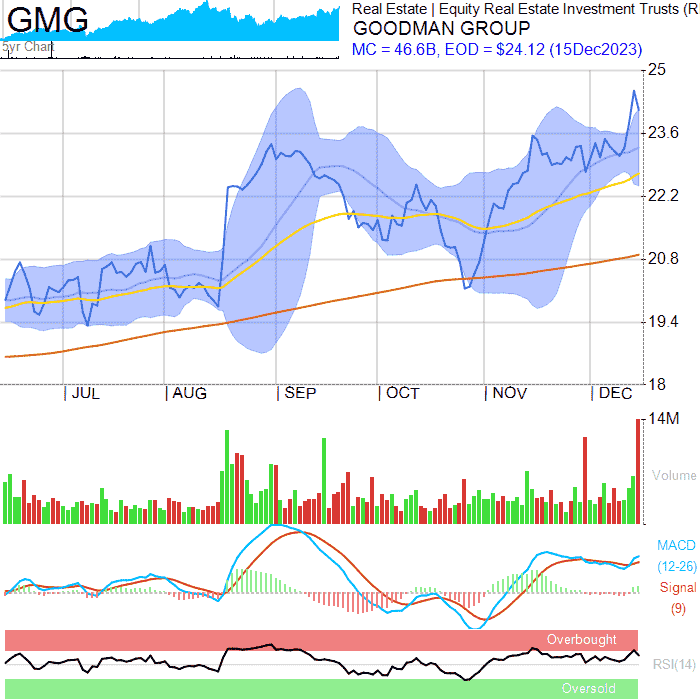 GMG
5yr Chart
Real Estate | Equity Real Estate Investment Trusts (R
GOODMAN GROUP
MC = 46.6B, EOD = $24.12 (15Dec2023)
25
23.6
22.2
20.8
19.4
18
JUL
AUG
SEP
OCT
NOV
DEC
14M
Volume
MACD
(12-26)
Signal
(9)
Overbought
RSI(14)
Oversold